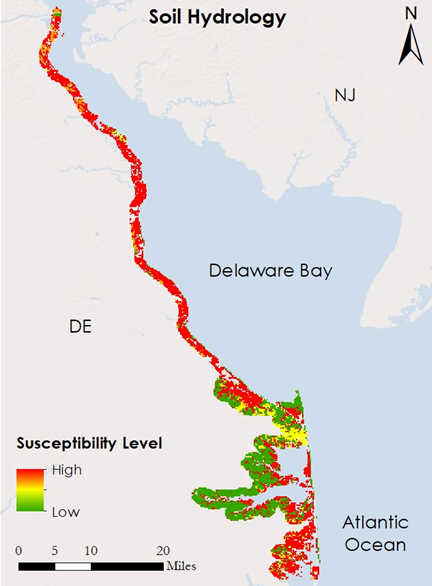 Soil Hydrology
N
NJ
Delaware Bay
DE
Susceptibility Level
High
Low
Atlantic
Ocean
0 5 10 20
Miles